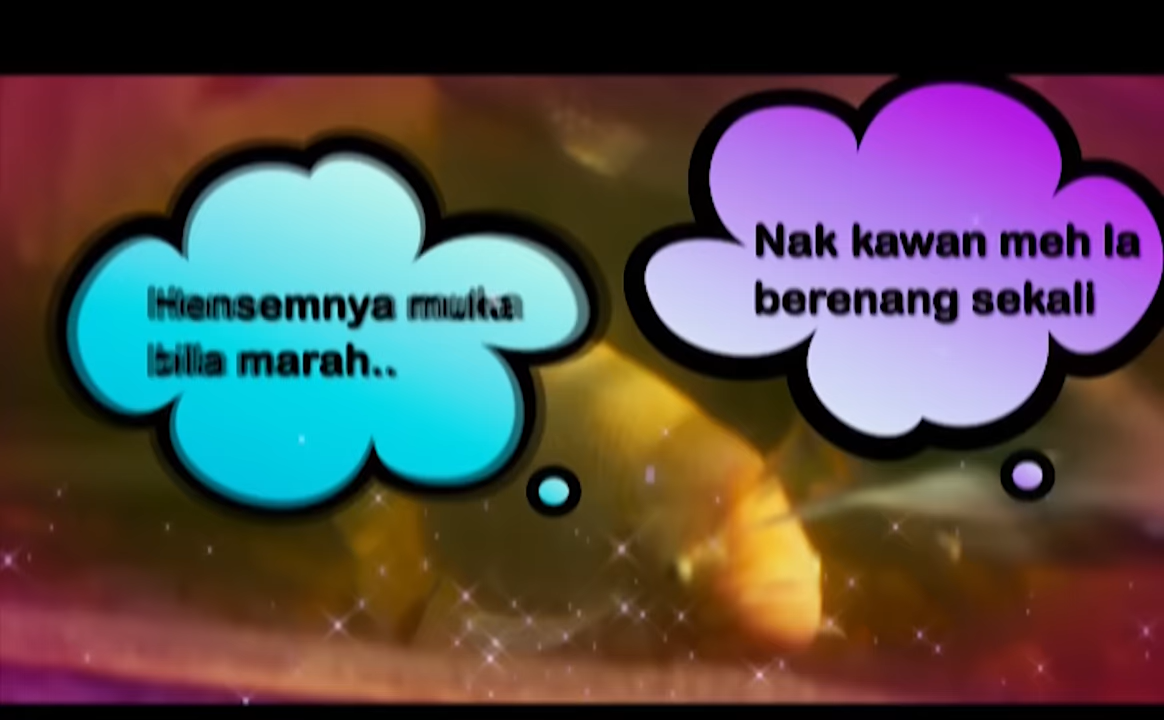 Hensemnya muka
bila marah..
Nak kawan meh la
berenang sekali